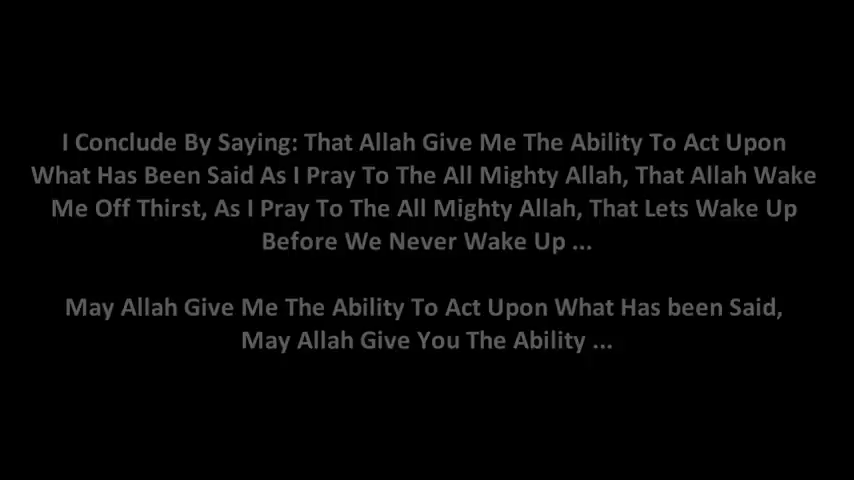 I Conclude By Saying: That Allah Give Me The Ability To Act Upon
What Has Been Said As I Pray To The All Mighty Allah, That Allah Wake
Me Off Thirst, As I Pray To The All Mighty Allah, That Lets Wake Up
Before We Never Wake Up ...
May Allah Give Me The Ability To Act Upon What Has been Said,
May Allah Give You The Ability ...